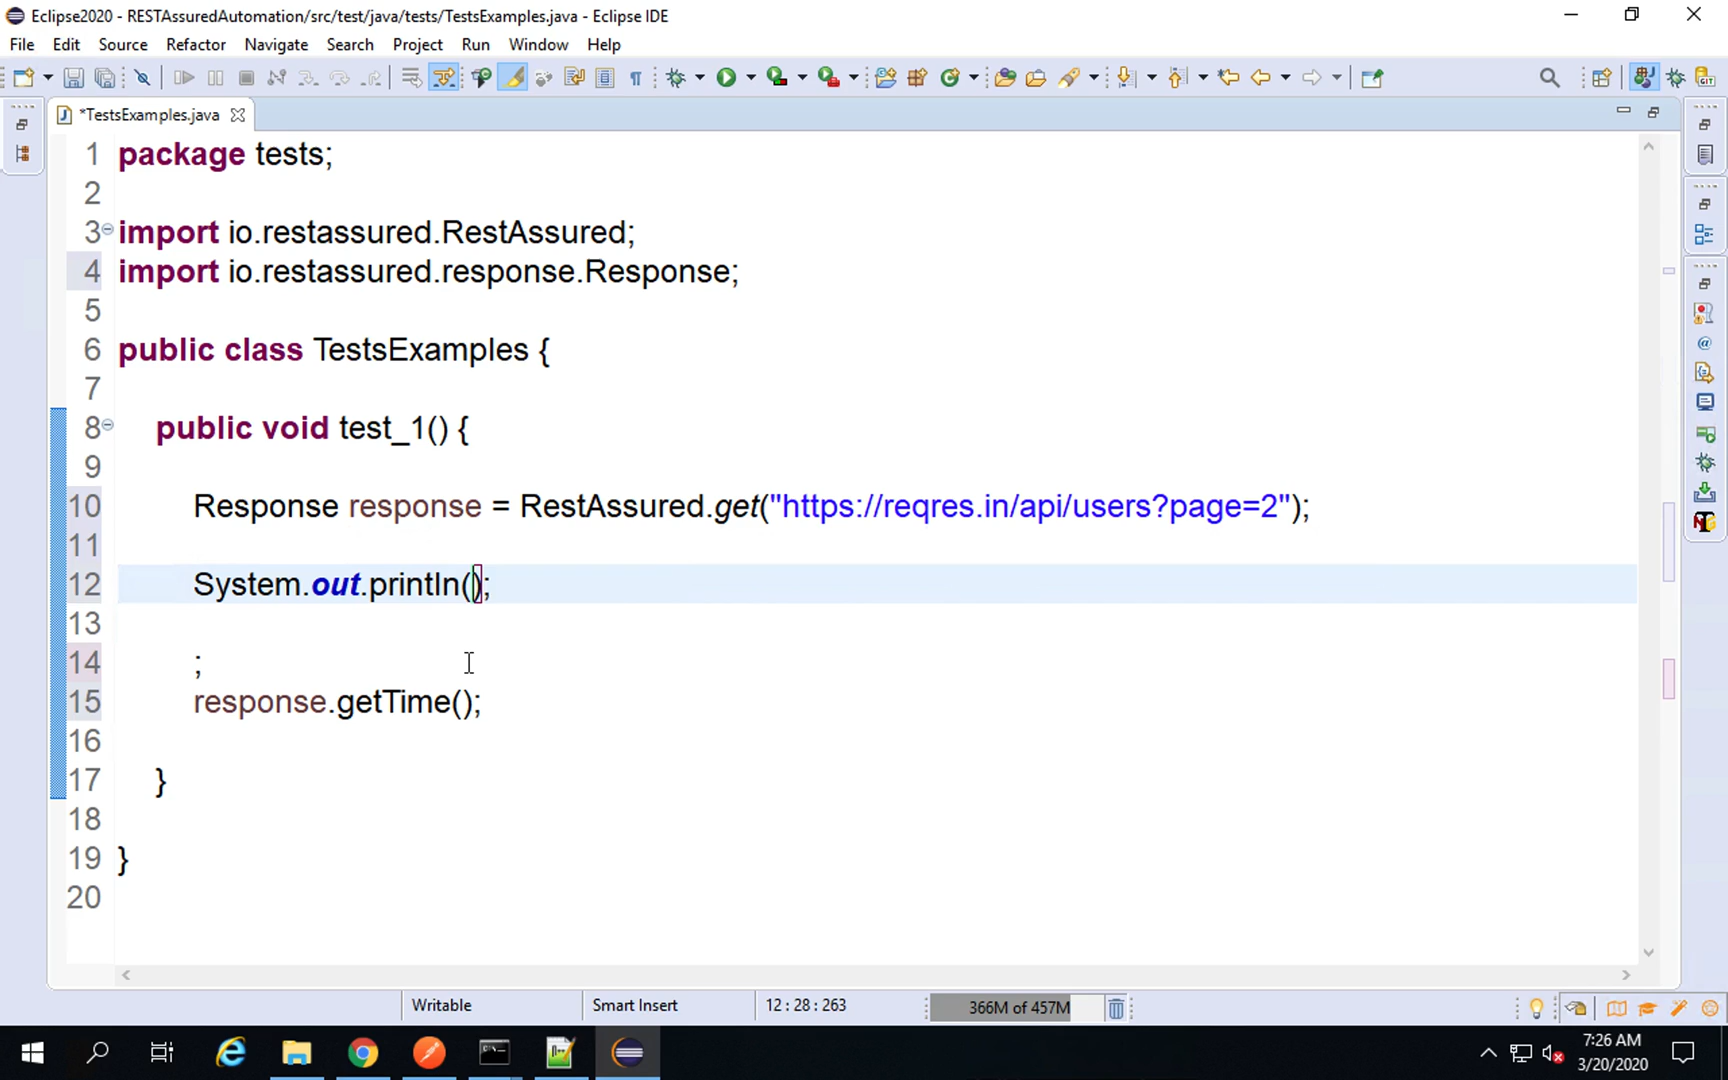 Eclipse2020 - RESTAssuredAutomation/src/test/java/tests/TestsExamples.java - Eclipse IDE
File Edit Source Refactor Navigate Search Project Run Window Help
*TestsExamples.java
1 package tests;
2
3 import io.restassured.RestAssured;
4 import io.restassured.response.Response;
5
6 public class TestsExamples {
7
8 public void test_1() {
9
10 Response response = RestAssured.get("https://reqres.in/api/users?page=2");
11
12 System.out.println();
13
14 ;
15 response.getTime();
16
17 }
18
19 }
20
Writable Smart Insert 12 : 28 : 263 366M of 457M
7:26 AM
3/20/2020